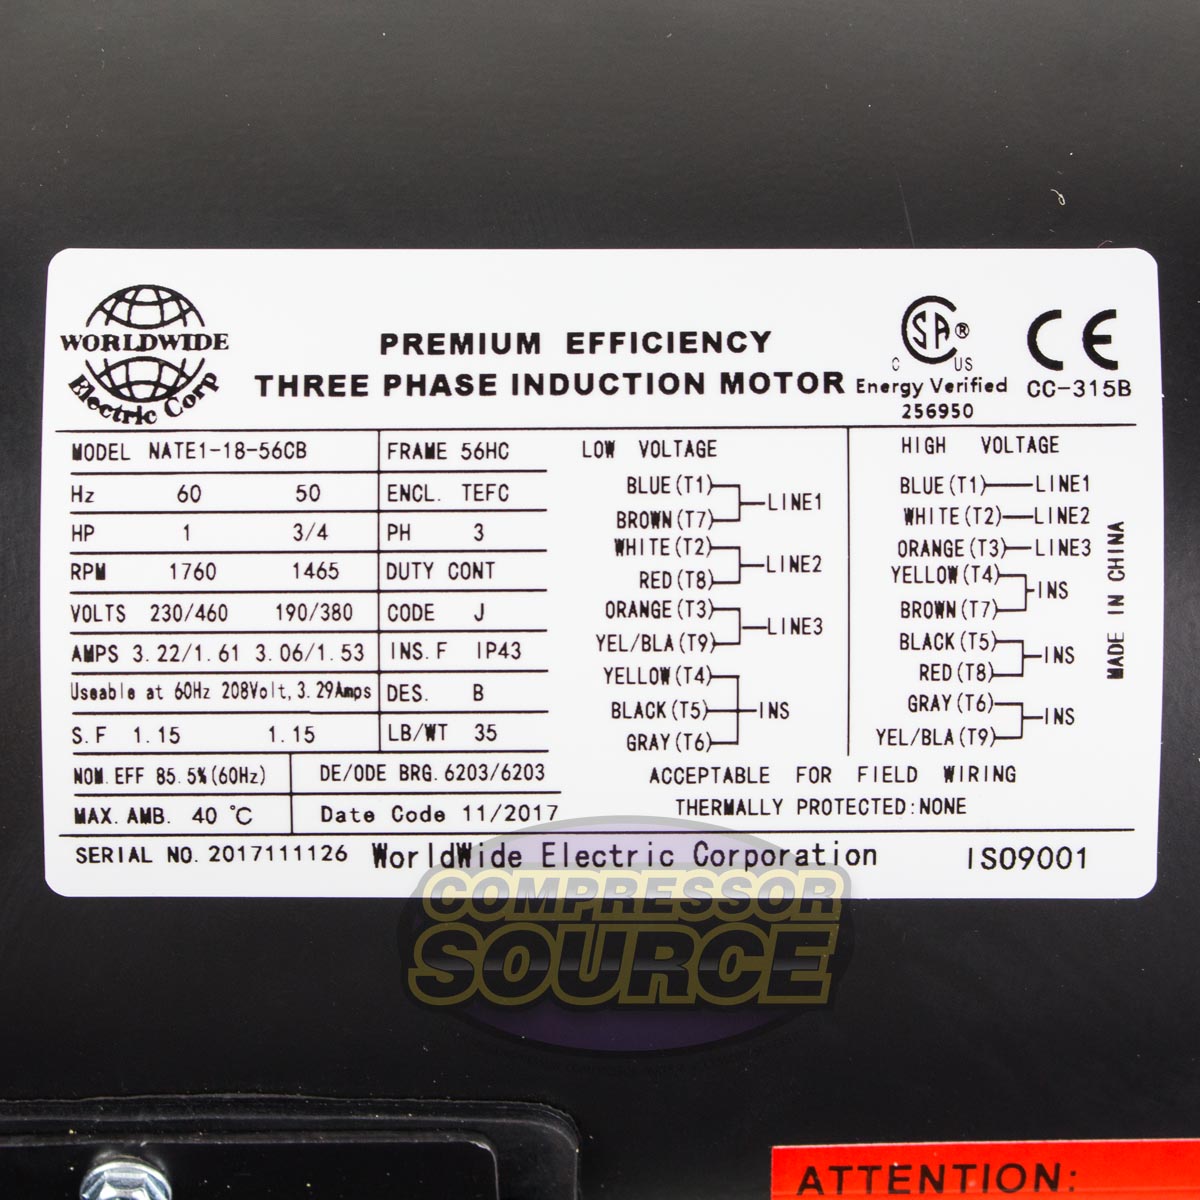 WORLDWIDE
Electric Corp
PREMIUM EFFICIENCY
THREE PHASE INDUCTION MOTOR
SA ®
C US
Energy Verified
256950
CE
CC-315B
MODEL NATE1-18-56CB
FRAME 56HC
Hz 60 50
ENCL. TEFC
HP 1 3/4
PH 3
RPM 1760 1465
DUTY CONT
VOLTS 230/460 190/380
CODE J
AMPS 3.22/1.61 3.06/1.53
INS.F IP43
Useable at 60Hz 208Volt, 3.29Amps
DES. B
S.F 1.15 1.15
LB/WT 35
NOM.EFF 85.5%(60Hz)
DE/ODE BRG.6203/6203
MAX.AMB. 40 ℃
Date Code 11/2017
LOW VOLTAGE
BLUE(T1)
BROWN(T7)
LINE1
WHITE(T2)
RED(T8)
LINE2
ORANGE(T3)
YEL/BLA(T9)
LINE3
YELLOW(T4)
BLACK(T5)
GRAY(T6)
INS
HIGH VOLTAGE
BLUE(T1) LINE1
WHITE(T2) LINE2
ORANGE(T3) LINE3
YELLOW(T4)
BROWN(T7)
INS
BLACK(T5)
RED(T8)
INS
GRAY(T6)
YEL/BLA(T9)
INS
MADE IN CHINA
ACCEPTABLE FOR FIELD WIRING
THERMALLY PROTECTED:NONE
SERIAL NO. 2017111126 WorldWide Electric Corporation ISO9001
COMPRESSOR
SOURCE
ATTENTION: